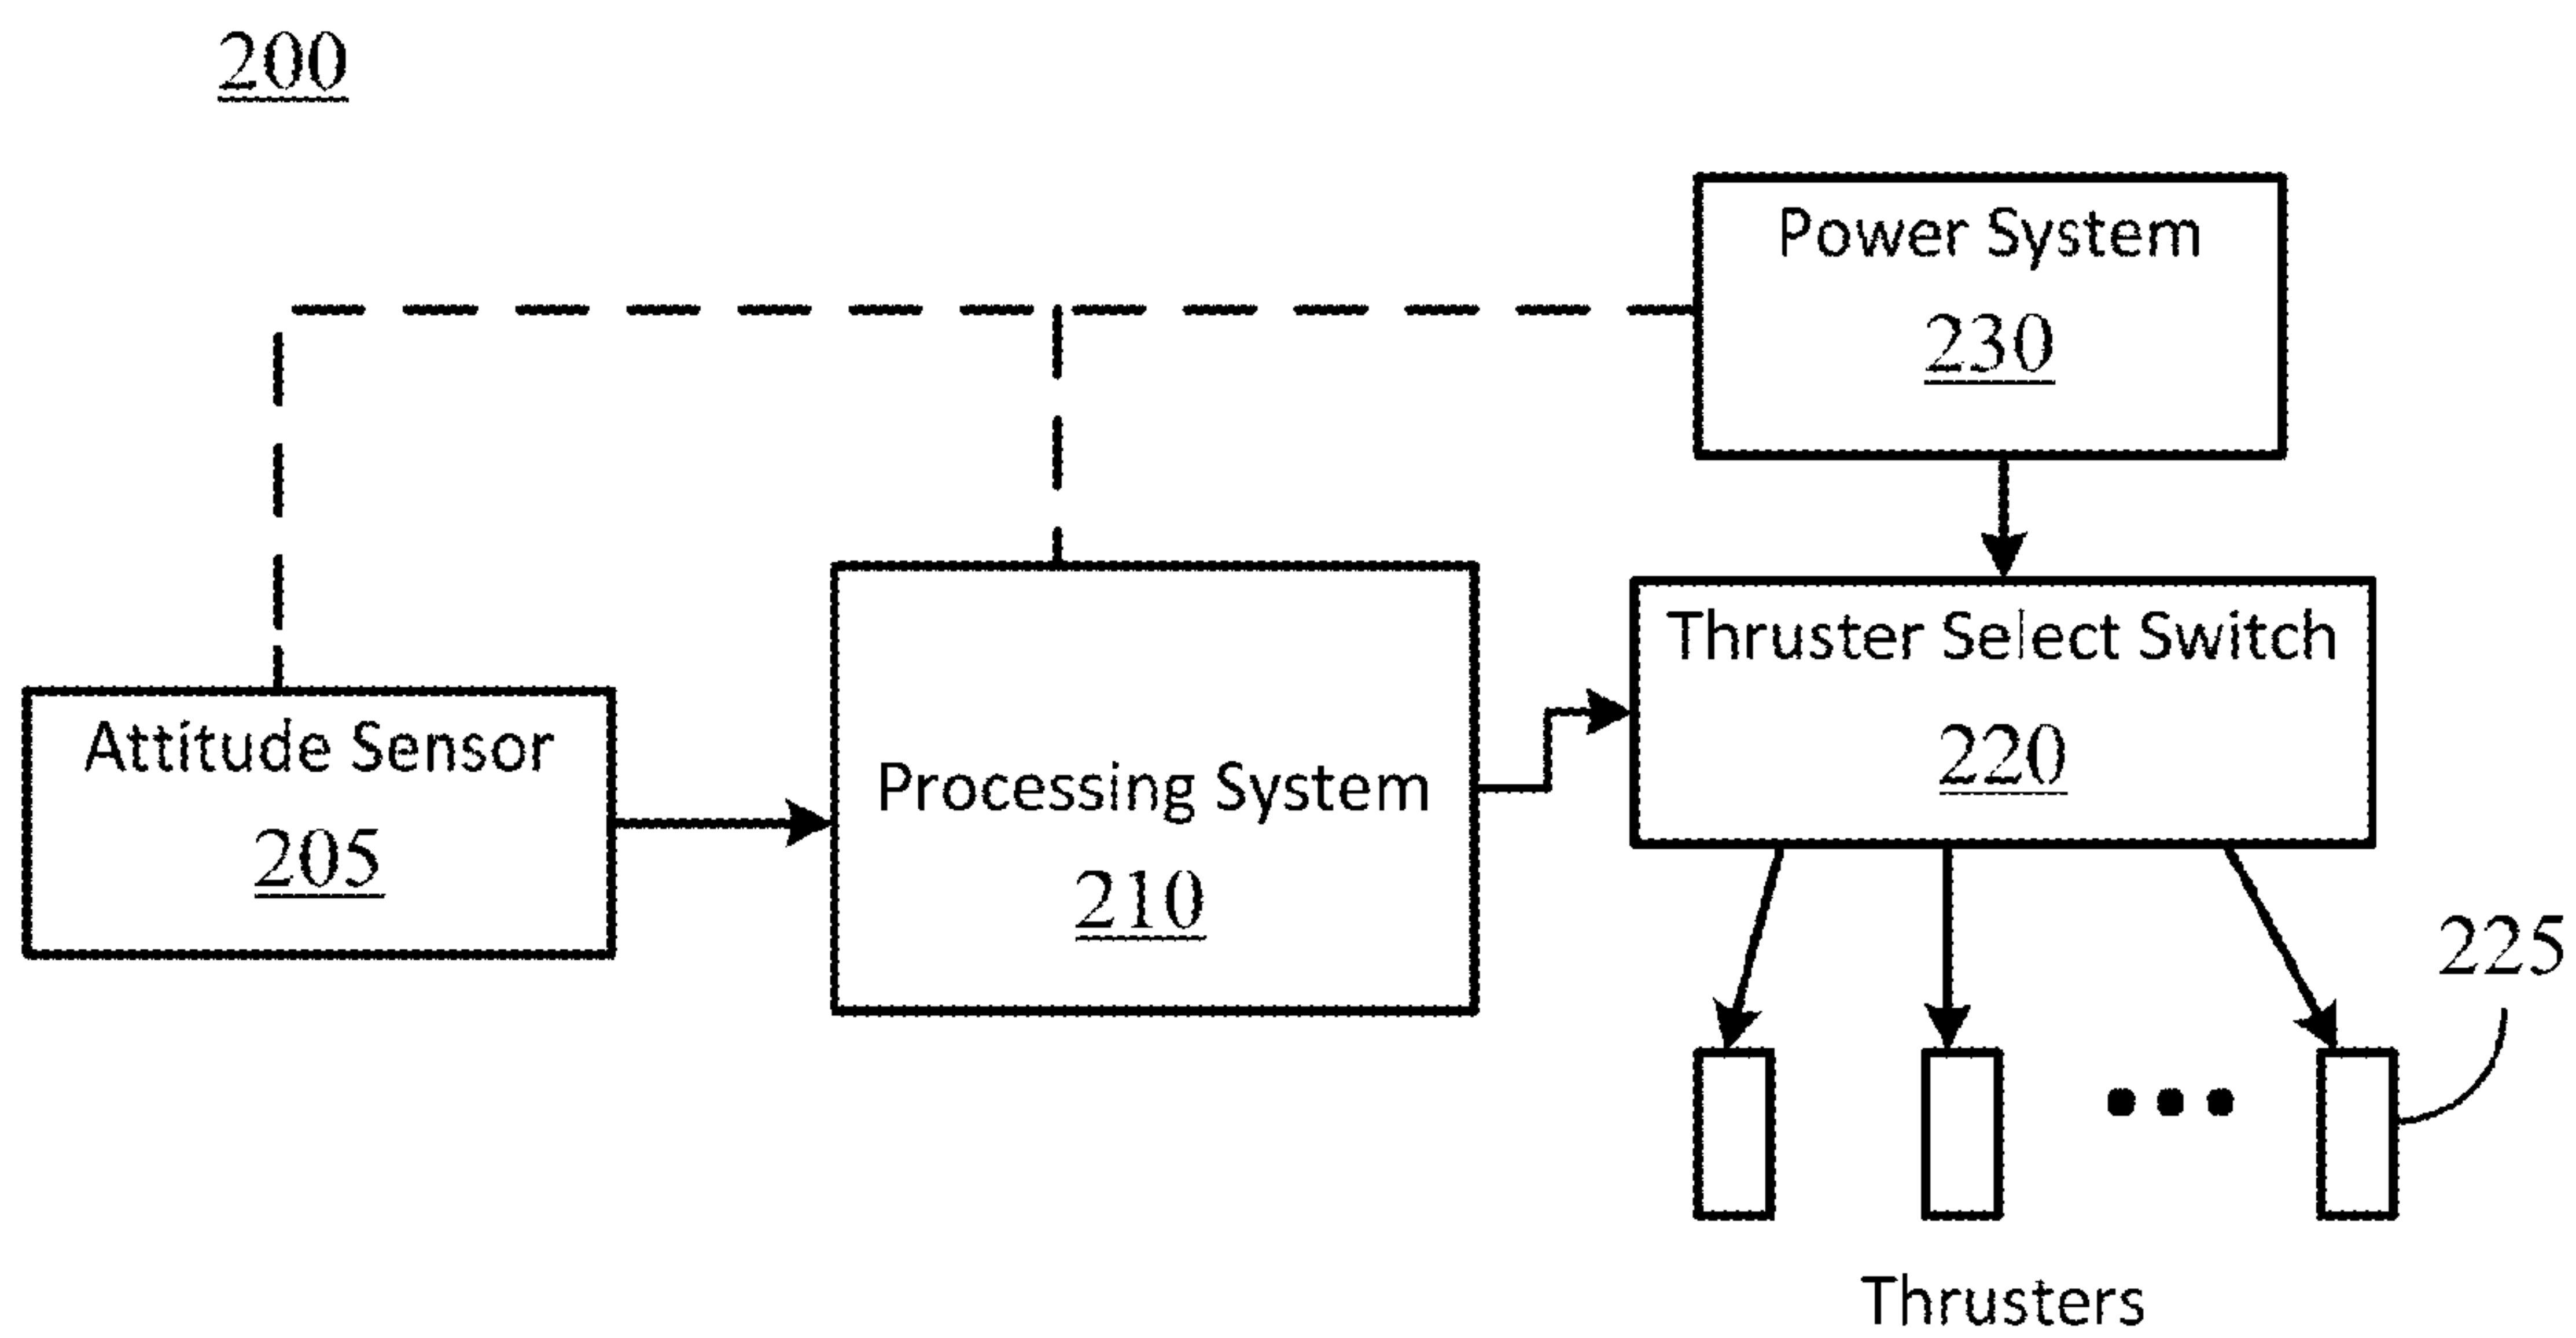 200
Power System
230
Thruster Select Switch
220
Attitude Sensor
205
Processing System
210
225
Thrusters